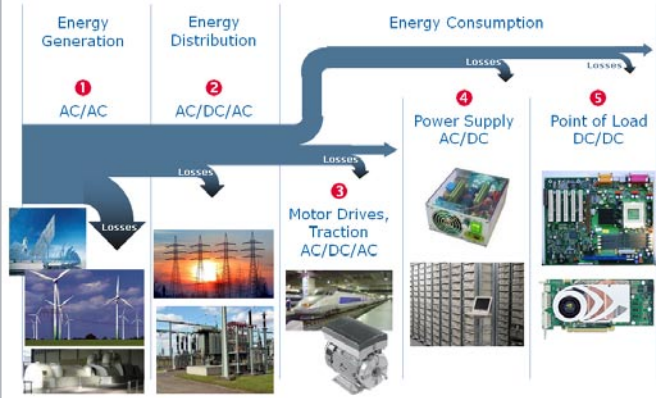 Energy
Generation
Energy
Distribution
Energy Consumption
Losses
Losses
1
AC/AC
2
AC/DC/AC
4
Power Supply
AC/DC
5
Point of Load
DC/DC
Losses
Losses
Losses
3
Motor Drives,
Traction
AC/DC/AC